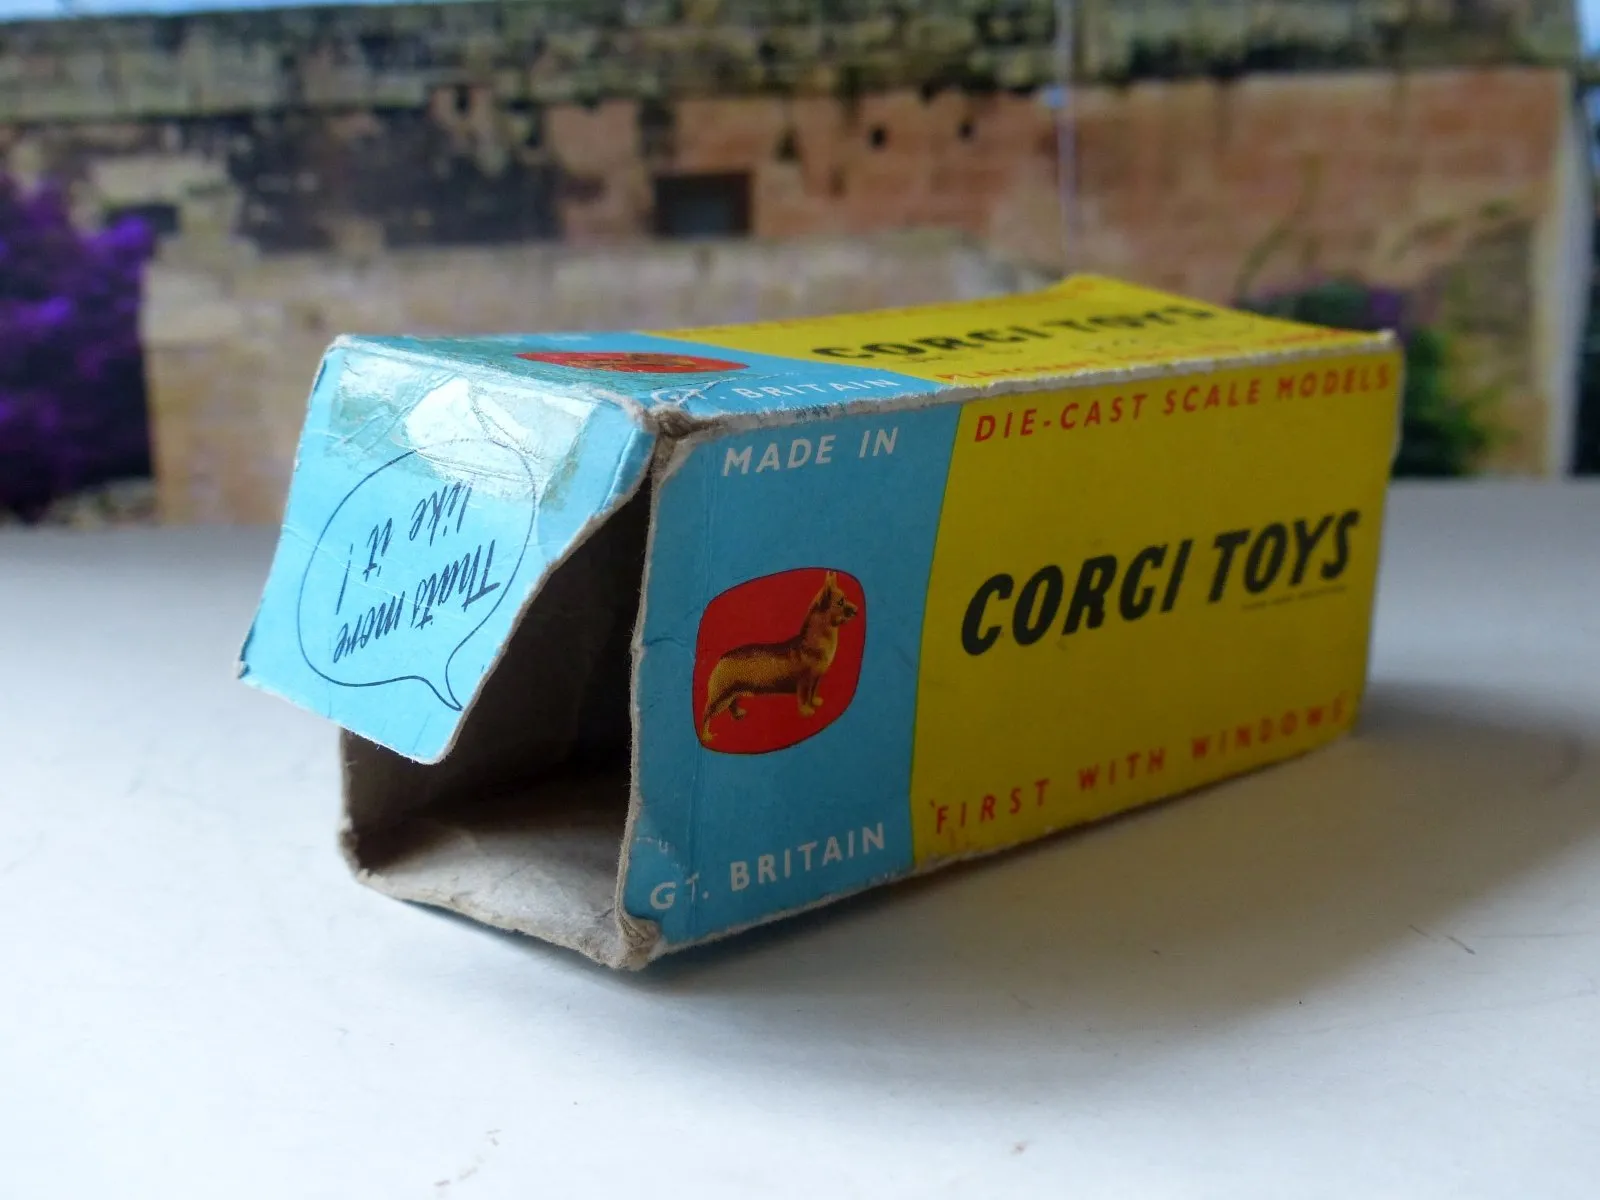 CORGI TOYS
GT. BRITAIN
That's more
like it!
MADE IN
GT. BRITAIN
DIE-CAST SCALE MODELS
CORGI TOYS
'FIRST WITH WINDOWS'